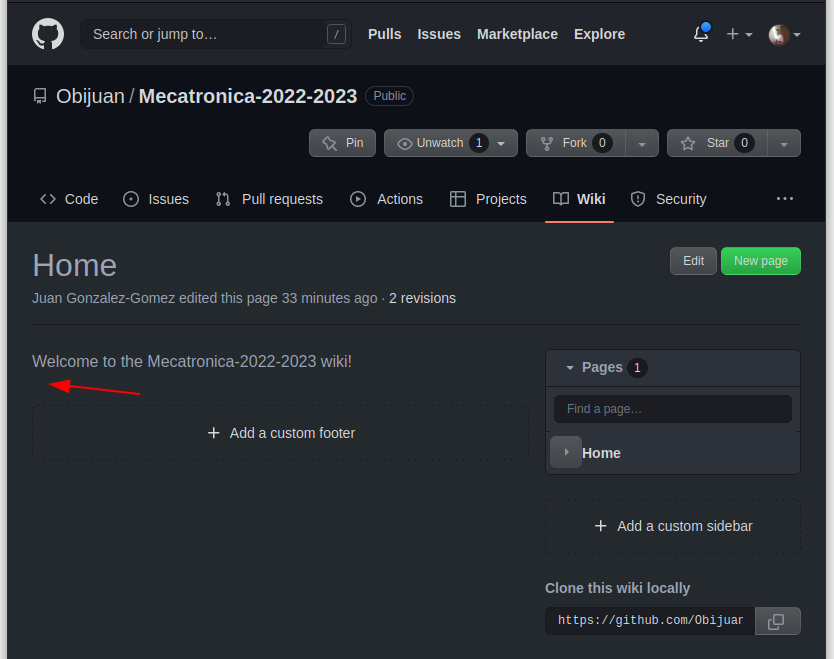 Search or jump to… /
Pulls Issues Marketplace Explore
Obijuan / Mecatronica-2022-2023 Public
Pin Unwatch 1 Fork 0 Star 0
Code Issues Pull requests Actions Projects Wiki Security ...
Home
Edit New page
Juan Gonzalez-Gomez edited this page 33 minutes ago · 2 revisions
Welcome to the Mecatronica-2022-2023 wiki!
Add a custom footer
Pages 1
Find a page…
Home
Add a custom sidebar
Clone this wiki locally
https://github.com/Obijuar